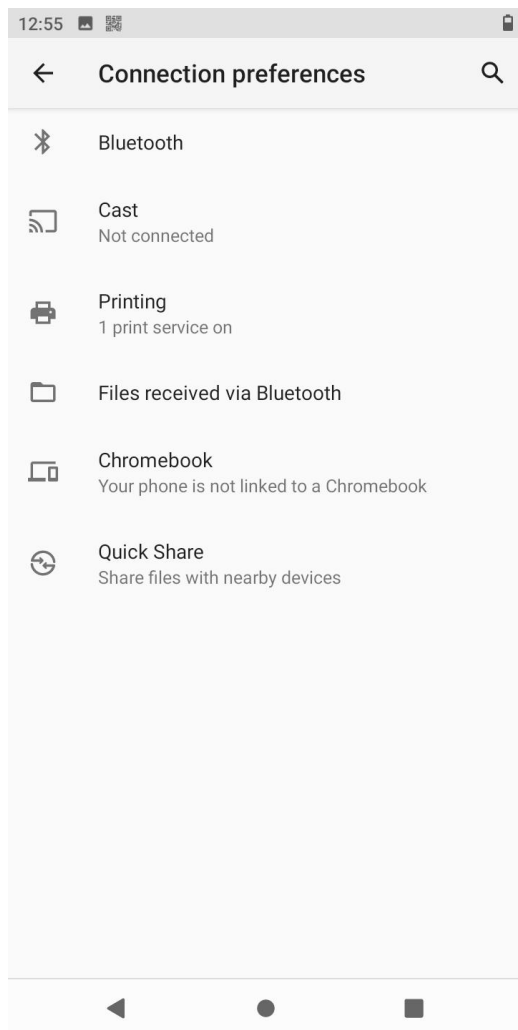 12:55
Connection preferences
Bluetooth
Cast
Not connected
Printing
1 print service on
Files received via Bluetooth
Chromebook
Your phone is not linked to a Chromebook
Quick Share
Share files with nearby devices